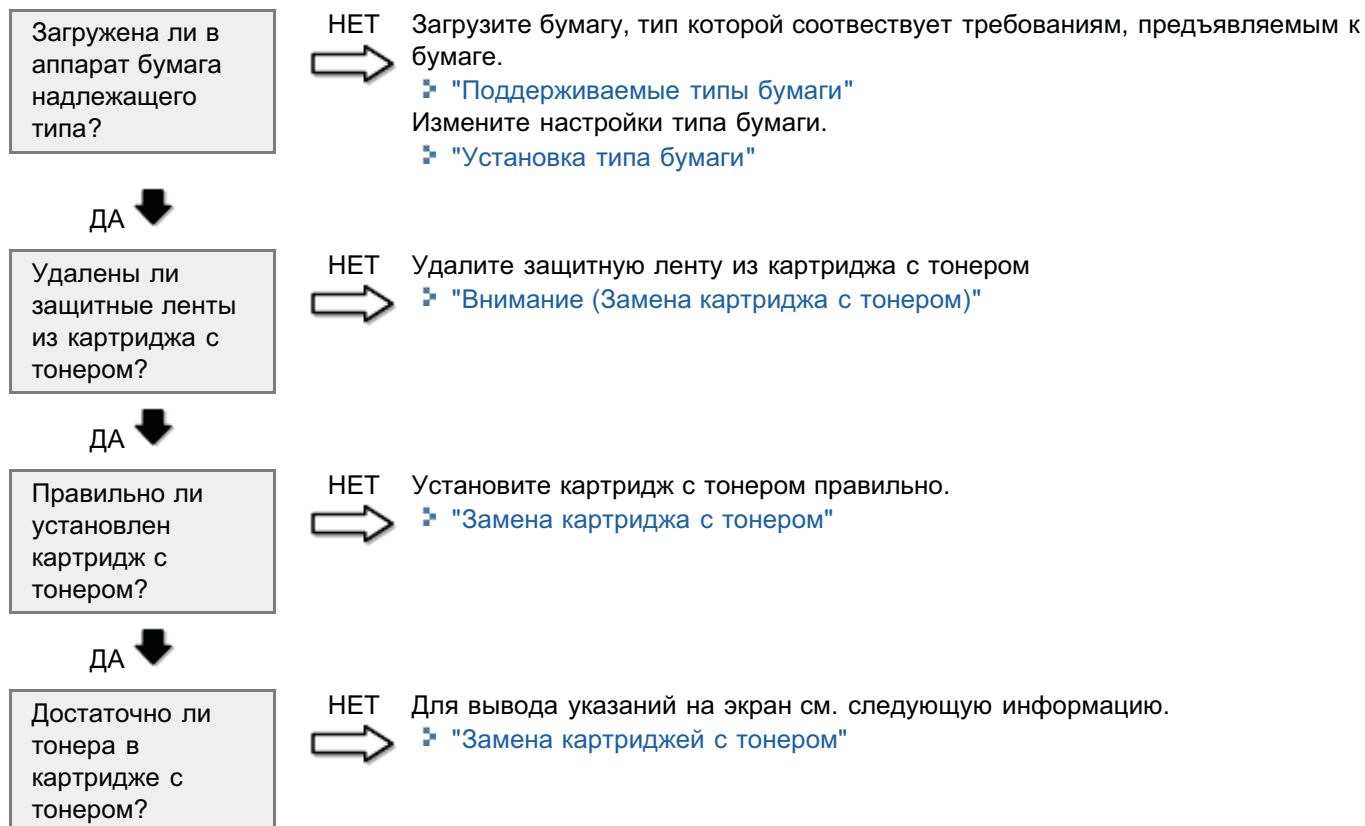 Загружена ли в
аппарат бумага
надлежащего
типа?
НЕТ
Загрузите бумагу, тип которой соотвествует требованиям, предъявляемым к
бумаге.
"Поддерживаемые типы бумаги"
Измените настройки типа бумаги.
"Установка типа бумаги"
ДА
Удалены ли
защитные ленты
из картриджа с
тонером?
НЕТ
Удалите защитную ленту из картриджа с тонером
"Внимание (Замена картриджа с тонером)"
ДА
Правильно ли
установлен
картридж с
тонером?
НЕТ
Установите картридж с тонером правильно.
"Замена картриджа с тонером"
ДА
Достаточно ли
тонера в
картридже с
тонером?
НЕТ
Для вывода указаний на экран см. следующую информацию.
"Замена картриджей с тонером"